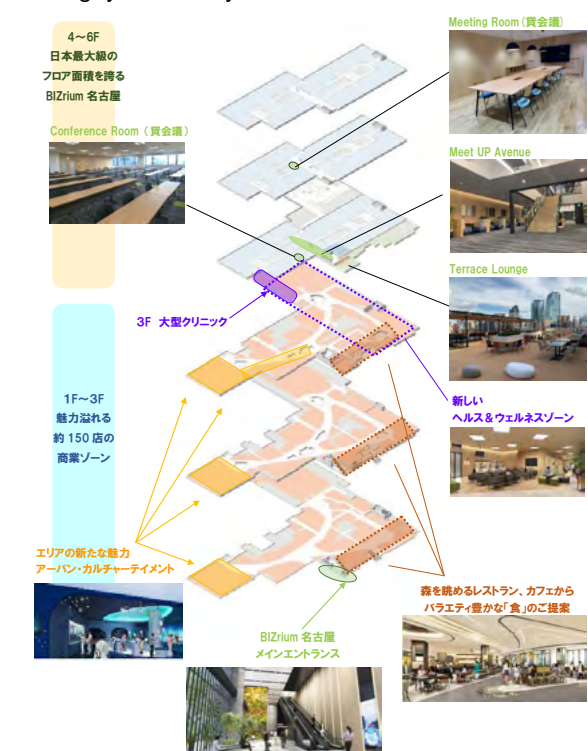 4～6F
日本最大級の
フロア面積を誇る
BIZrium 名古屋
Meeting Room（貸会議）
Conference Room（貸会議）
Meet UP Avenue
Terrace Lounge
3F 大型クリニック
新しい
ヘルス＆ウェルネスゾーン
1F～3F
魅力溢れる
約 150 店の
商業ゾーン
エリアの新たな魅力
アーバン・カルチャーテイメント
森を眺めるレストラン、カフェから
バラエティ豊かな「食」のご提案
BIZrium 名古屋
メインエントランス